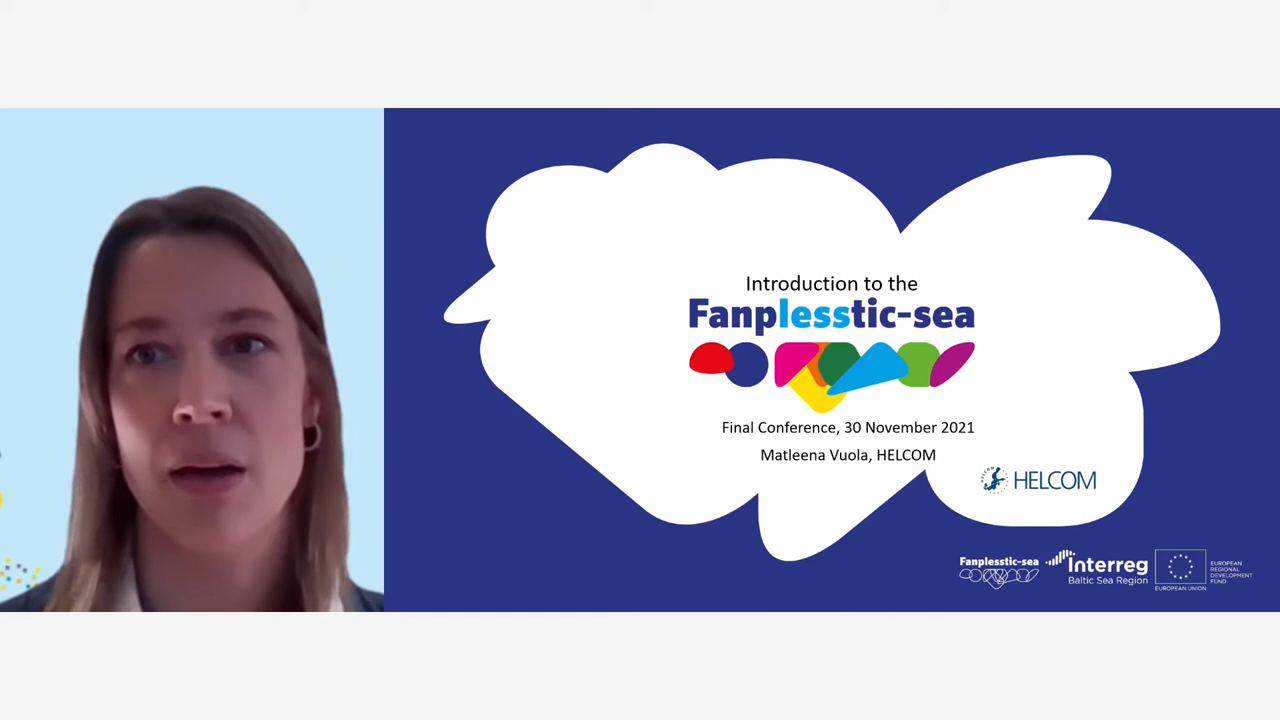 Introduction to the
Fanplesstic-sea
Final Conference, 30 November 2021
Matleena Vuola, HELCOM
HELCOM
Fanplesstic-sea
Interreg
Baltic Sea Region
EUROPEAN UNION
EUROPEAN
REGIONAL
DEVELOPMENT
FUND